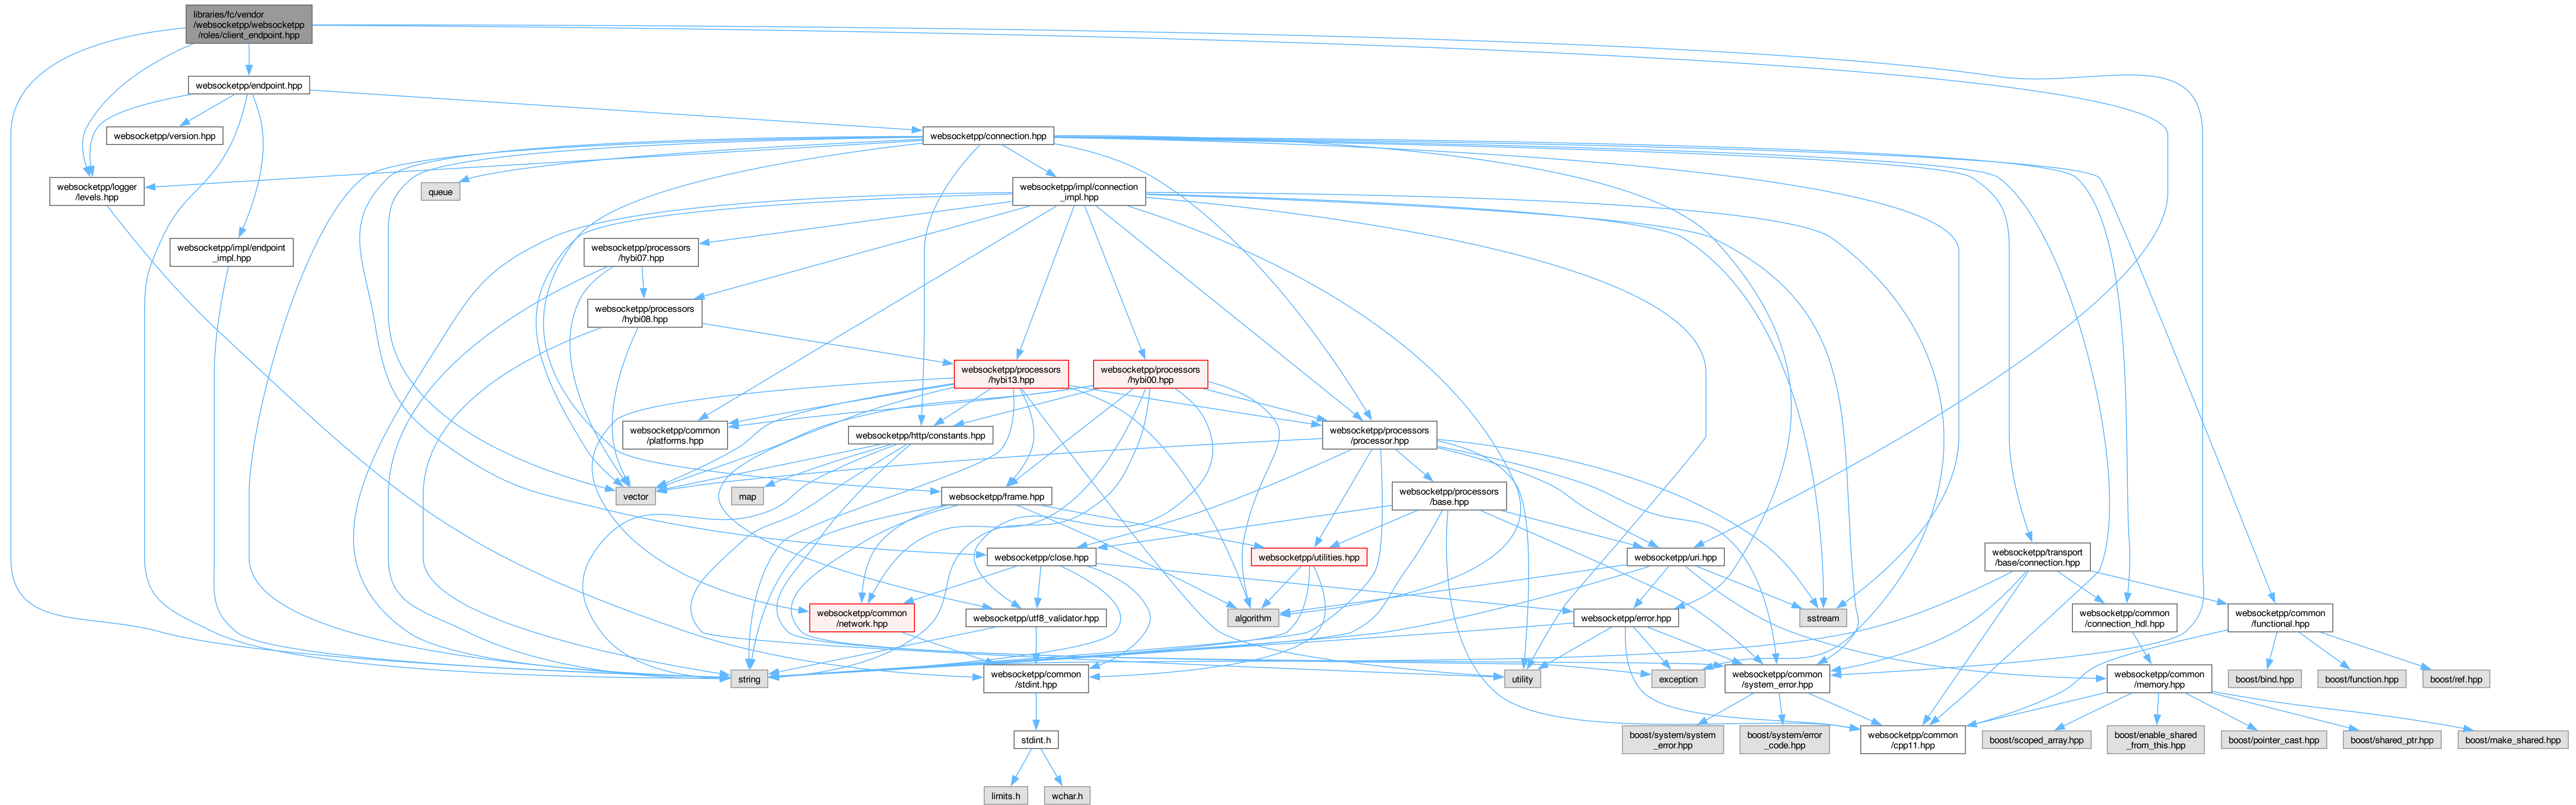 libraries/fc/vendor
/websocketpp/websocketpp
/roles/client_endpoint.hpp
websocketpp/endpoint.hpp
websocketpp/version.hpp
websocketpp/connection.hpp
websocketpp/logger
/levels.hpp
queue
websocketpp/impl/connection
_impl.hpp
websocketpp/impl/endpoint
_impl.hpp
websocketpp/processors
/hybi07.hpp
websocketpp/processors
/hybi08.hpp
websocketpp/processors
/hybi13.hpp
websocketpp/processors
/hybi00.hpp
websocketpp/common
/platforms.hpp
websocketpp/http/constants.hpp
websocketpp/processors
/processor.hpp
vector
map
websocketpp/frame.hpp
websocketpp/processors
/base.hpp
websocketpp/close.hpp
websocketpp/utilities.hpp
websocketpp/uri.hpp
websocketpp/transport
/base/connection.hpp
websocketpp/common
/network.hpp
websocketpp/utf8_validator.hpp
algorithm
websocketpp/error.hpp
sstream
websocketpp/common
/connection_hdl.hpp
websocketpp/common
/functional.hpp
string
websocketpp/common
/stdint.hpp
utility
exception
websocketpp/common
/system_error.hpp
websocketpp/common
/memory.hpp
boost/bind.hpp
boost/function.hpp
boost/ref.hpp
stdint.h
boost/system/system
_error.hpp
boost/system/error
_code.hpp
websocketpp/common
/cpp11.hpp
boost/scoped_array.hpp
boost/enable_shared
_from_this.hpp
boost/pointer_cast.hpp
boost/shared_ptr.hpp
boost/make_shared.hpp
limits.h
wchar.h